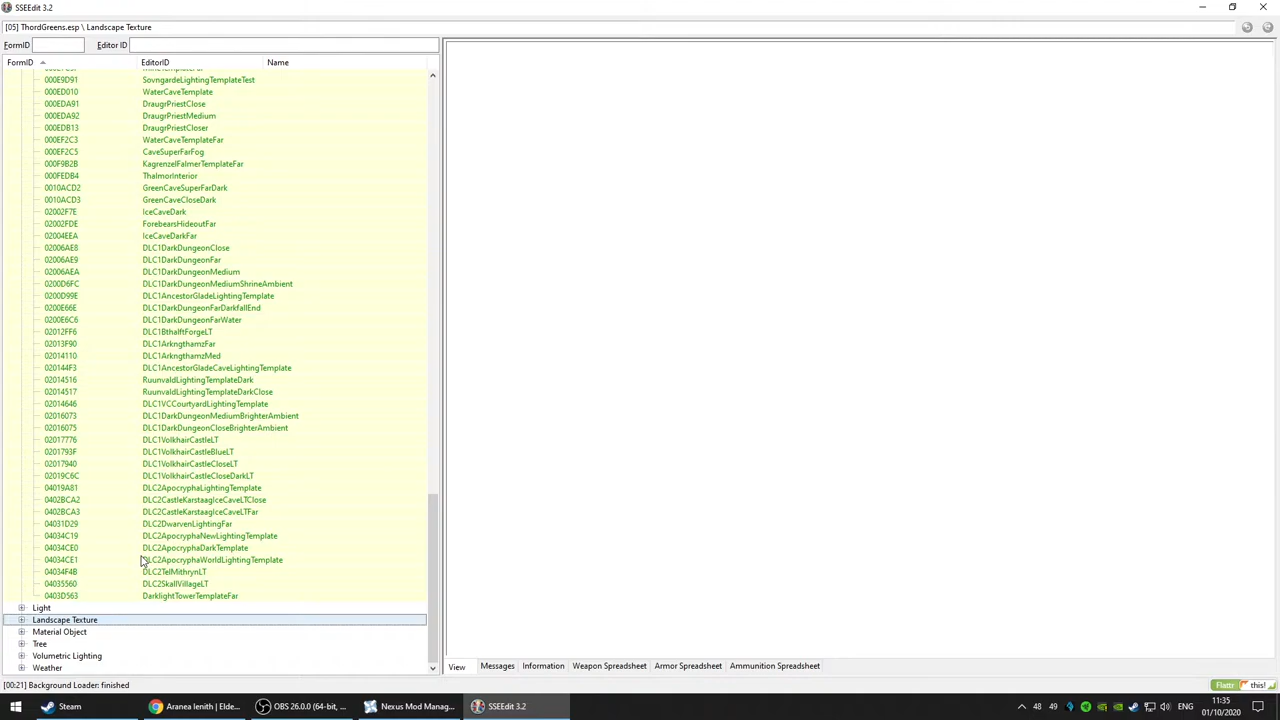 SSEEdit 3.2
[05] ThordGreens.esp \ Landscape Texture
FormID Editor ID
FormID EditorID Name
000E9D91 SovngardeLightingTemplateTest
000ED010 WaterCaveTemplate
000EDA91 DraugrPriestClose
000EDA92 DraugrPriestMedium
000EDB13 DraugrPriestCloser
000EF2C3 WaterCaveTemplateFar
000EF2C5 CaveSuperFarFog
000F9B2B KagrenzelFalmerTemplateFar
000FEDB4 ThalmorInterior
0010ACD2 GreenCaveSuperFarDark
0010ACD3 GreenCaveCloseDark
02002F7E IceCaveDark
02002FDE ForebearsHideoutFar
02004EEA IceCaveDarkFar
02006AE8 DLC1DarkDungeonClose
02006AE9 DLC1DarkDungeonFar
02006AEA DLC1DarkDungeonMedium
0200D6FC DLC1DarkDungeonMediumShrineAmbient
0200D99E DLC1AncestorGladeLightingTemplate
0200E66E DLC1DarkDungeonFarDarkfallEnd
0200E6C6 DLC1DarkDungeonFarWater
02012FF6 DLC1BthalftForgeLT
02013F90 DLC1ArkngthamzFar
02014110 DLC1ArkngthamzMed
020144F3 DLC1AncestorGladeCaveLightingTemplate
02014516 RuunvaldLightingTemplateDark
02014517 RuunvaldLightingTemplateDarkClose
02014646 DLC1VCCourtyardLightingTemplate
02016073 DLC1DarkDungeonMediumBrighterAmbient
02016075 DLC1DarkDungeonCloseBrighterAmbient
02017776 DLC1VolkhairCastleLT
0201793F DLC1VolkhairCastleBlueLT
02017940 DLC1VolkhairCastleCloseLT
02019C6C DLC1VolkhairCastleCloseDarkLT
04019A81 DLC2ApocryphaLightingTemplate
0402BCA2 DLC2CastleKarstaagIceCaveLTClose
0402BCA3 DLC2CastleKarstaagIceCaveLTFar
04031D29 DLC2DwarvenLightingFar
04034C19 DLC2ApocryphaNewLightingTemplate
04034CE0 DLC2ApocryphaDarkTemplate
04034CE1 DLC2ApocryphaWorldLightingTemplate
04034F4B DLC2TelMithrynLT
04035560 DLC2SkallVillageLT
0403D563 DarklightTowerTemplateFar
Light
Landscape Texture
Material Object
Tree
Volumetric Lighting
Weather
View Messages Information Weapon Spreadsheet Armor Spreadsheet Ammunition Spreadsheet
[00:21] Background Loader: finished
Flattr this!
Steam Aranea Ienith | Elde... OBS 26.0.0 (64-bit, ... Nexus Mod Manag... SSEEdit 3.2 48 49 11:35
01/10/2020